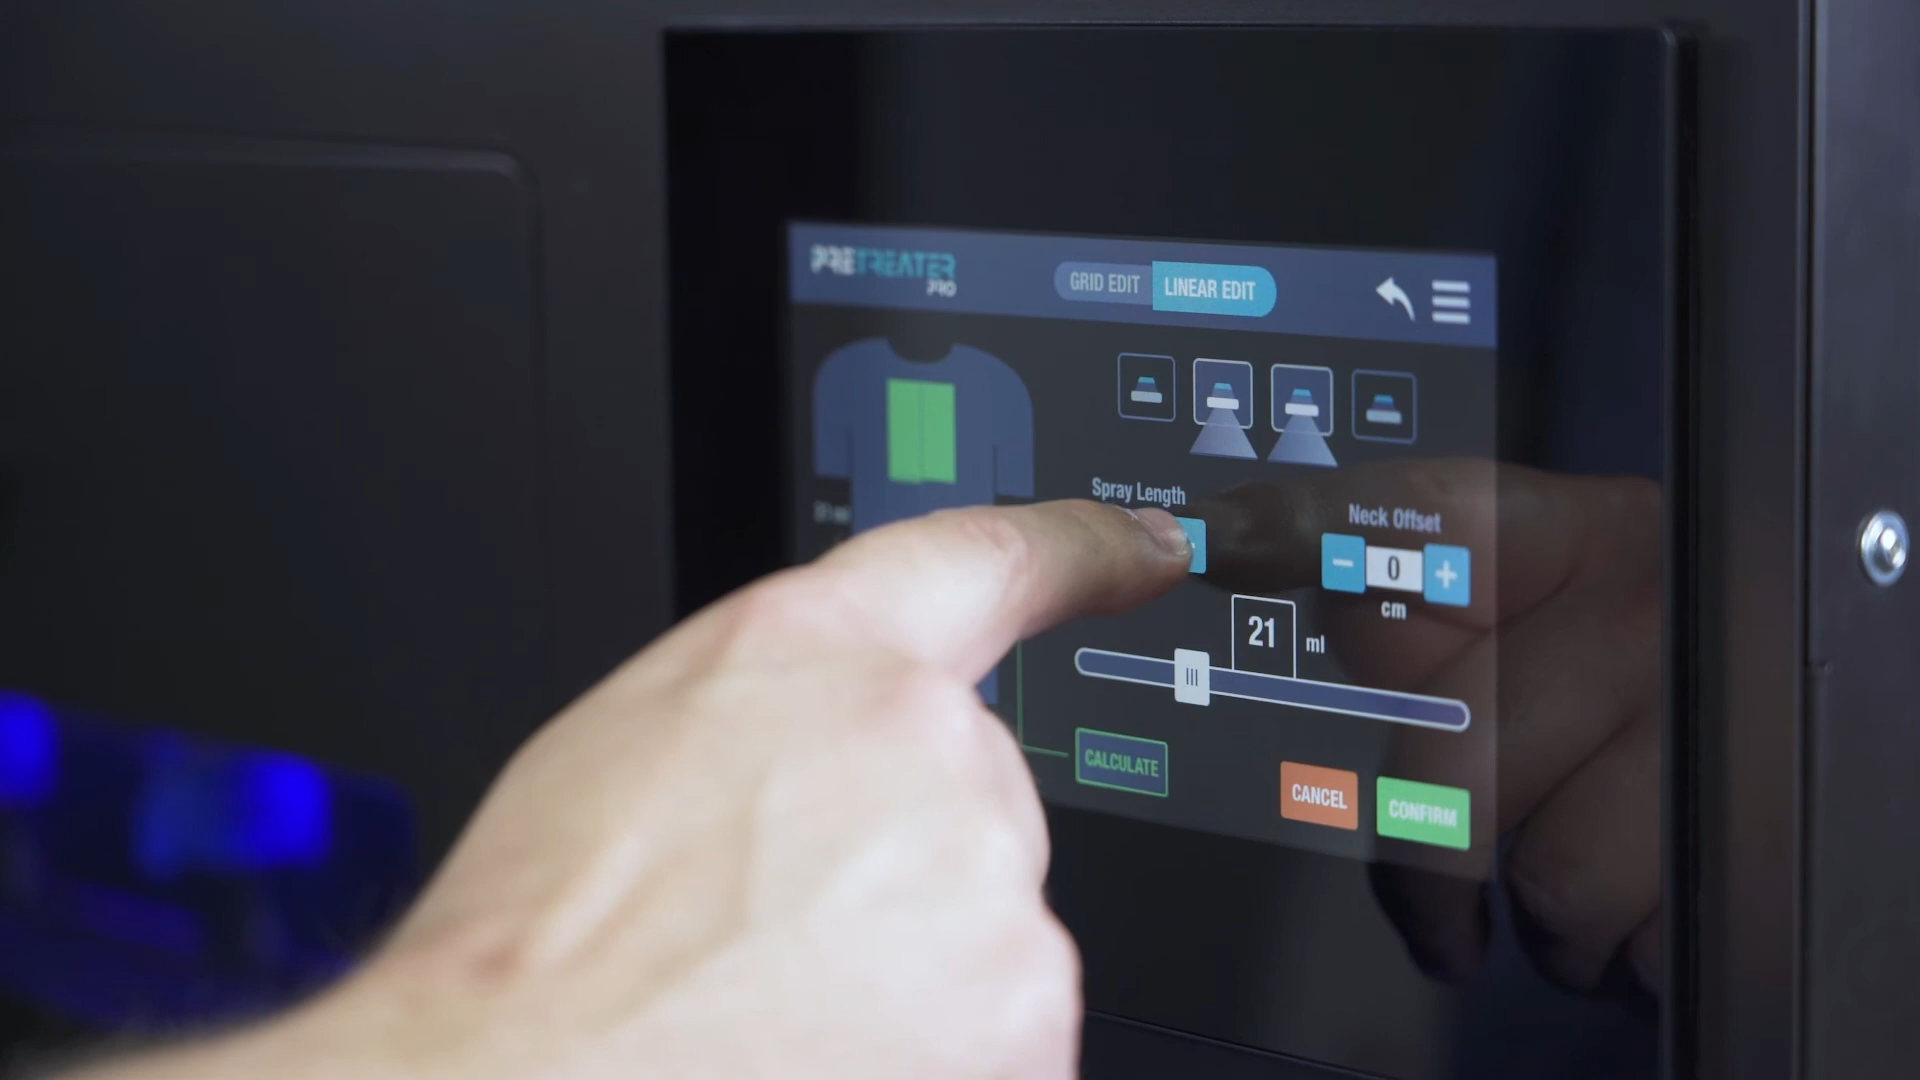 PRETREATER
PRO
GRID EDIT
LINEAR EDIT
Spray Length
Neck Offset
− 0 +
cm
21 ml
CALCULATE
CANCEL
CONFIRM